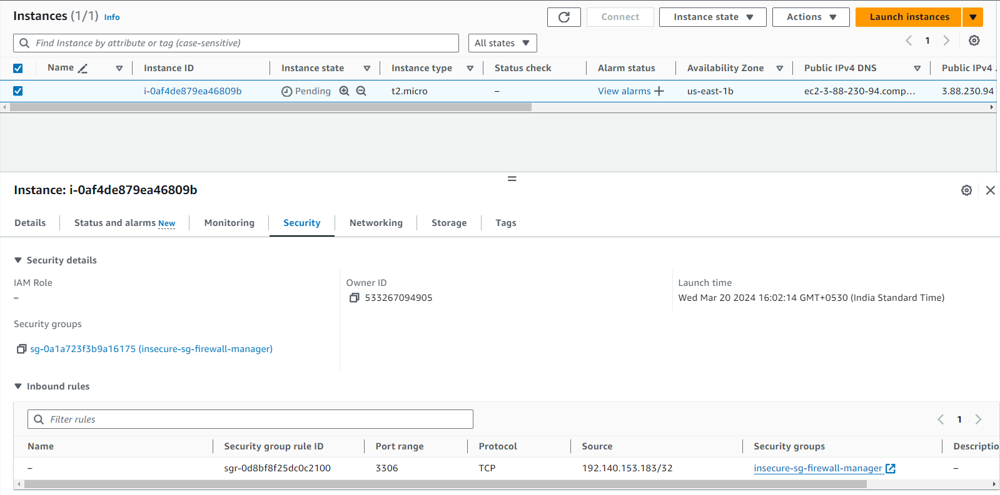 Instances (1/1) Info
Connect Instance state Actions Launch instances
Find Instance by attribute or tag (case-sensitive) All states 1
Name Instance ID Instance state Instance type Status check Alarm status Availability Zone Public IPv4 DNS Public IPv4 .
i-0af4de879ea46809b Pending t2.micro – View alarms us-east-1b ec2-3-88-230-94.comp... 3.88.230.94
Instance: i-0af4de879ea46809b
Details Status and alarms New Monitoring Security Networking Storage Tags
Security details
IAM Role Owner ID Launch time
– 533267094905 Wed Mar 20 2024 16:02:14 GMT+0530 (India Standard Time)
Security groups
sg-0a1a723f3b9a16175 (insecure-sg-firewall-manager)
Inbound rules
Filter rules 1
Name Security group rule ID Port range Protocol Source Security groups Descriptio
– sgr-0d8bf8f25dc0c2100 3306 TCP 192.140.153.183/32 insecure-sg-firewall-manager –